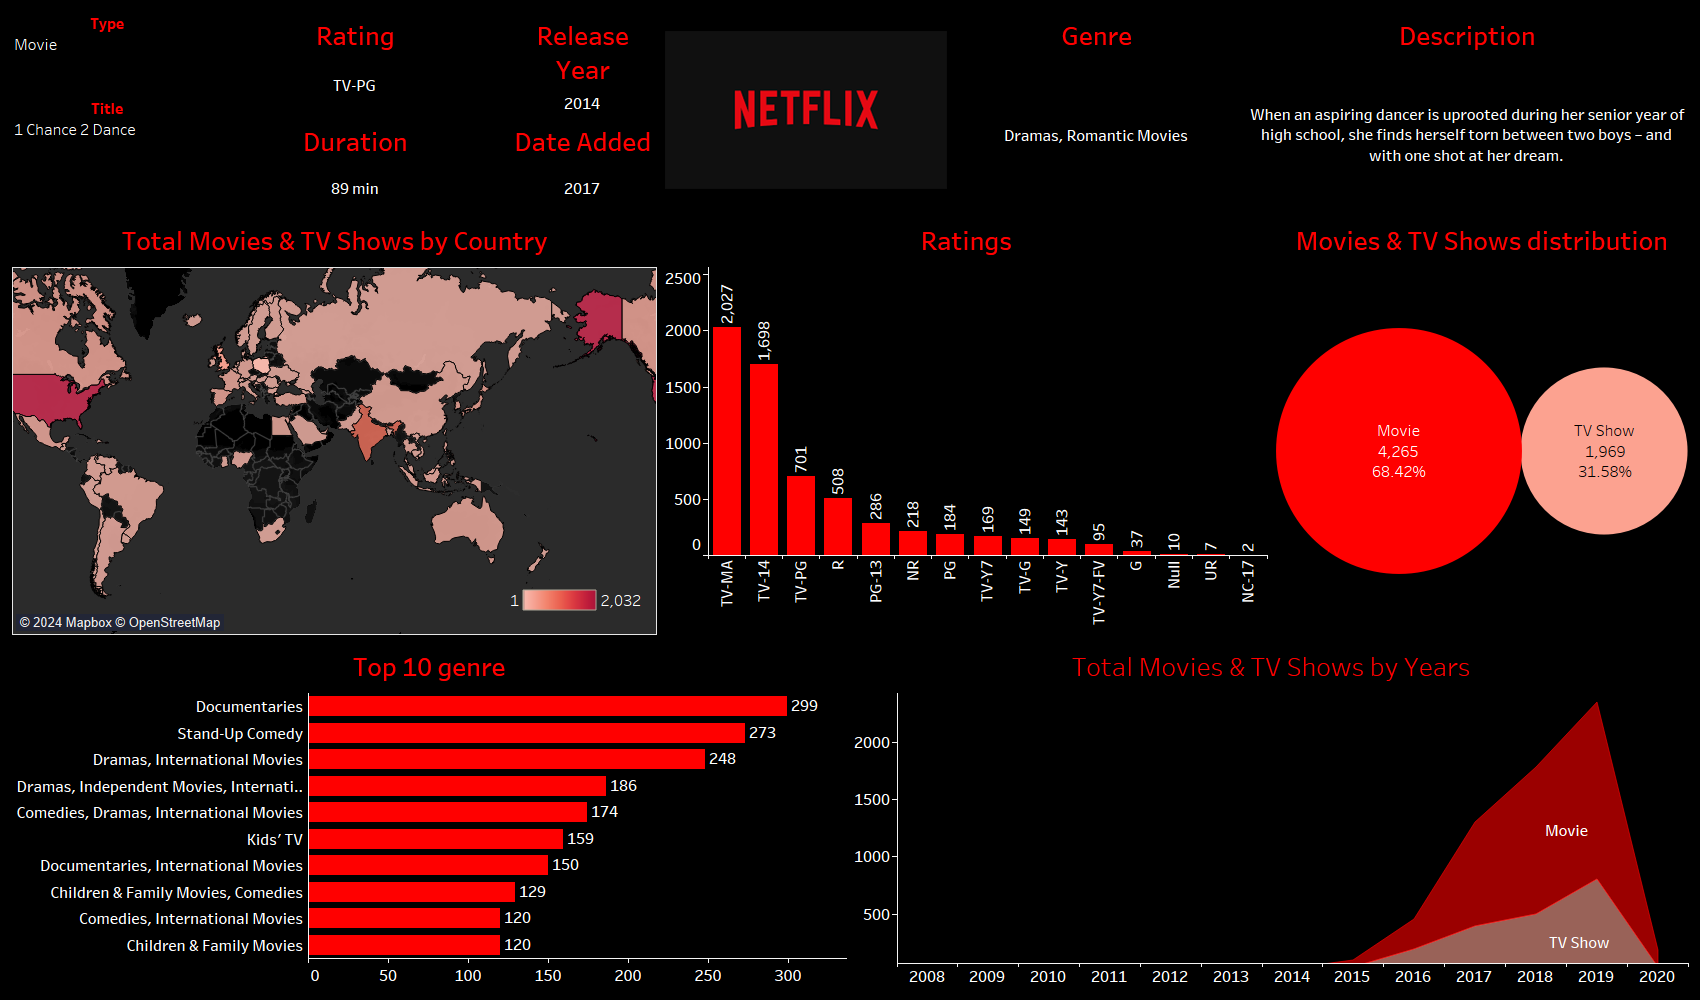 Type
Movie
Title
1 Chance 2 Dance
Rating
TV-PG
Duration
89 min
Release
Year
2014
Date Added
2017
NETFLIX
Genre
Dramas, Romantic Movies
Description
When an aspiring dancer is uprooted during her senior year of
high school, she finds herself torn between two boys – and
with one shot at her dream.
Total Movies & TV Shows by Country
1
2,032
© 2024 Mapbox © OpenStreetMap
Ratings
2500
2000
1500
1000
500
0
2,027
1,698
701
508
286
218
184
169
149
143
95
37
10
7
2
TV-MA
TV-14
TV-PG
R
PG-13
NR
PG
TV-Y7
TV-G
TV-Y
TV-Y7-FV
G
Null
UR
NC-17
Movies & TV Shows distribution
Movie
4,265
68.42%
TV Show
1,969
31.58%
Top 10 genre
Documentaries 299
Stand-Up Comedy 273
Dramas, International Movies 248
Dramas, Independent Movies, Internati.. 186
Comedies, Dramas, International Movies 174
Kids' TV 159
Documentaries, International Movies 150
Children & Family Movies, Comedies 129
Comedies, International Movies 120
Children & Family Movies 120
0 50 100 150 200 250 300
Total Movies & TV Shows by Years
2000
1500
1000
500
Movie
TV Show
2008 2009 2010 2011 2012 2013 2014 2015 2016 2017 2018 2019 2020